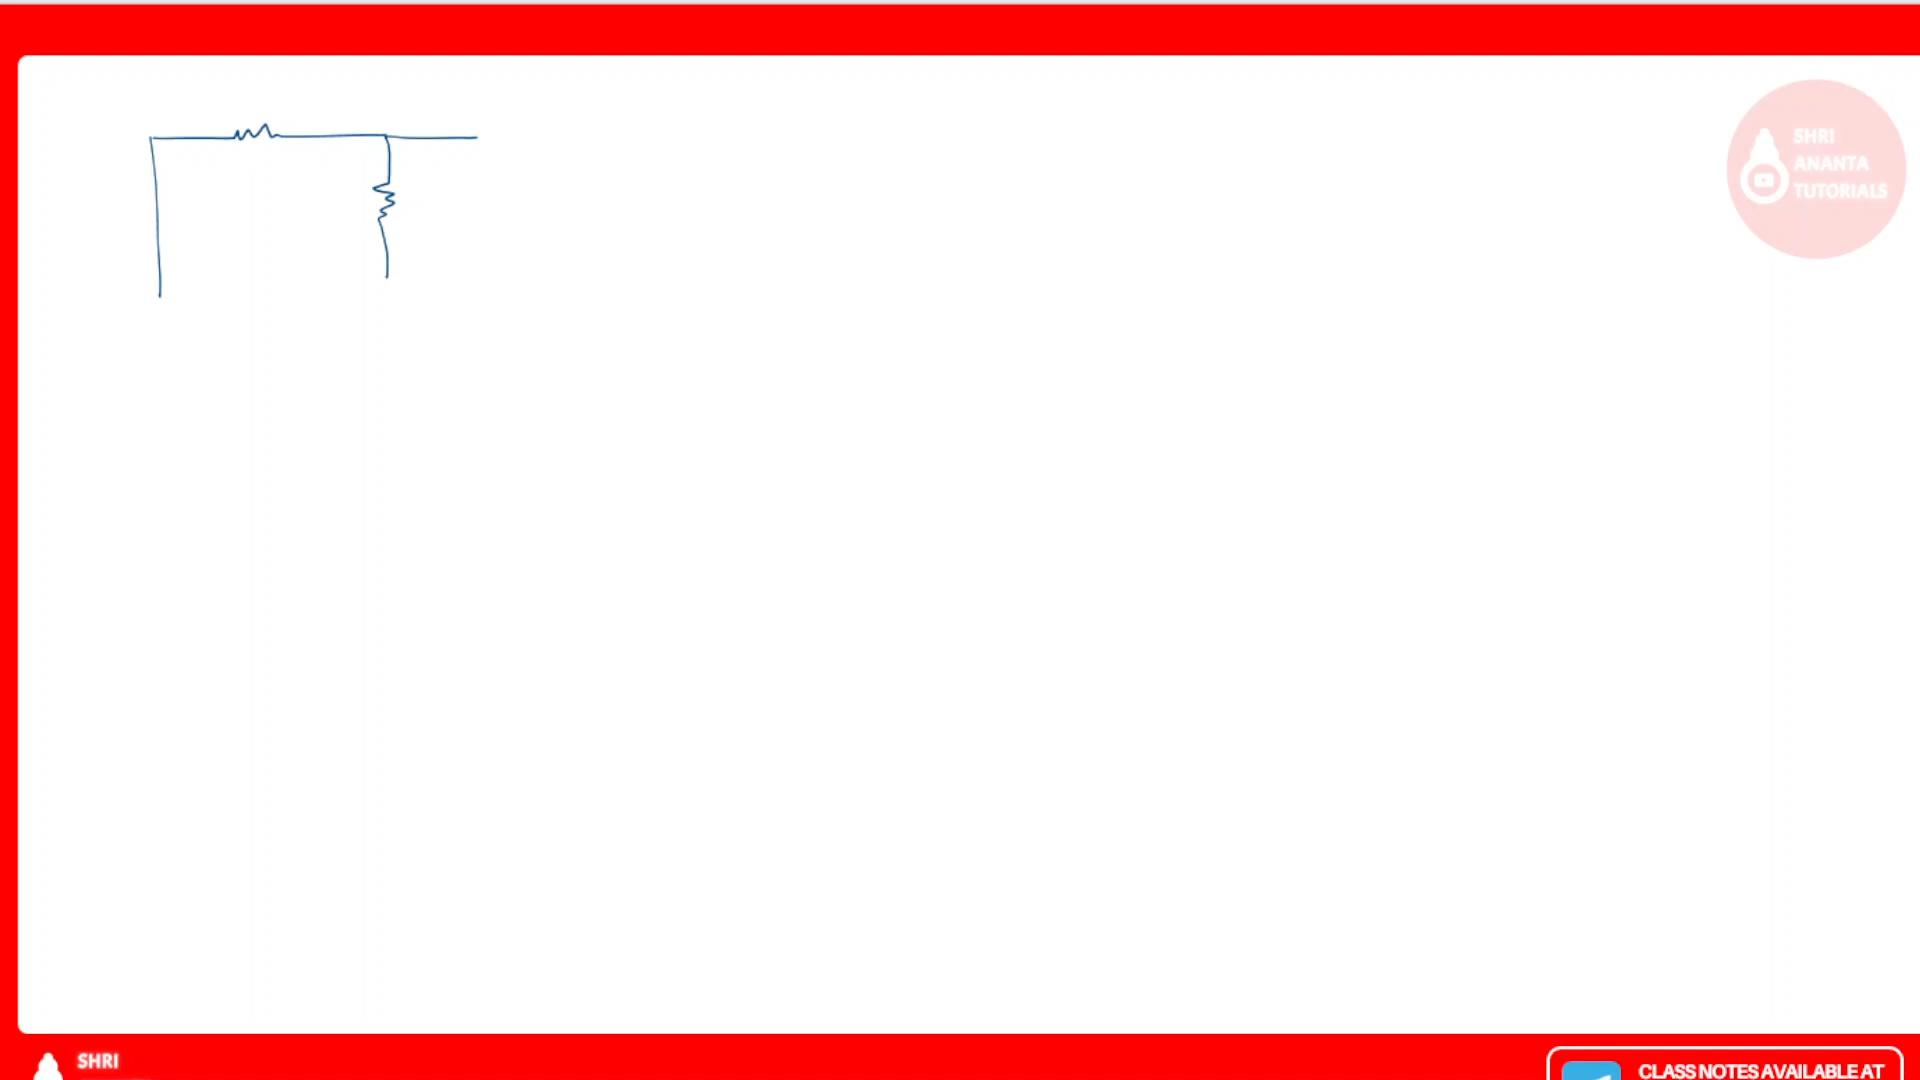 SHRI
ANANTA
TUTORIALS
SHRI
CLASS NOTES AVAILABLE AT